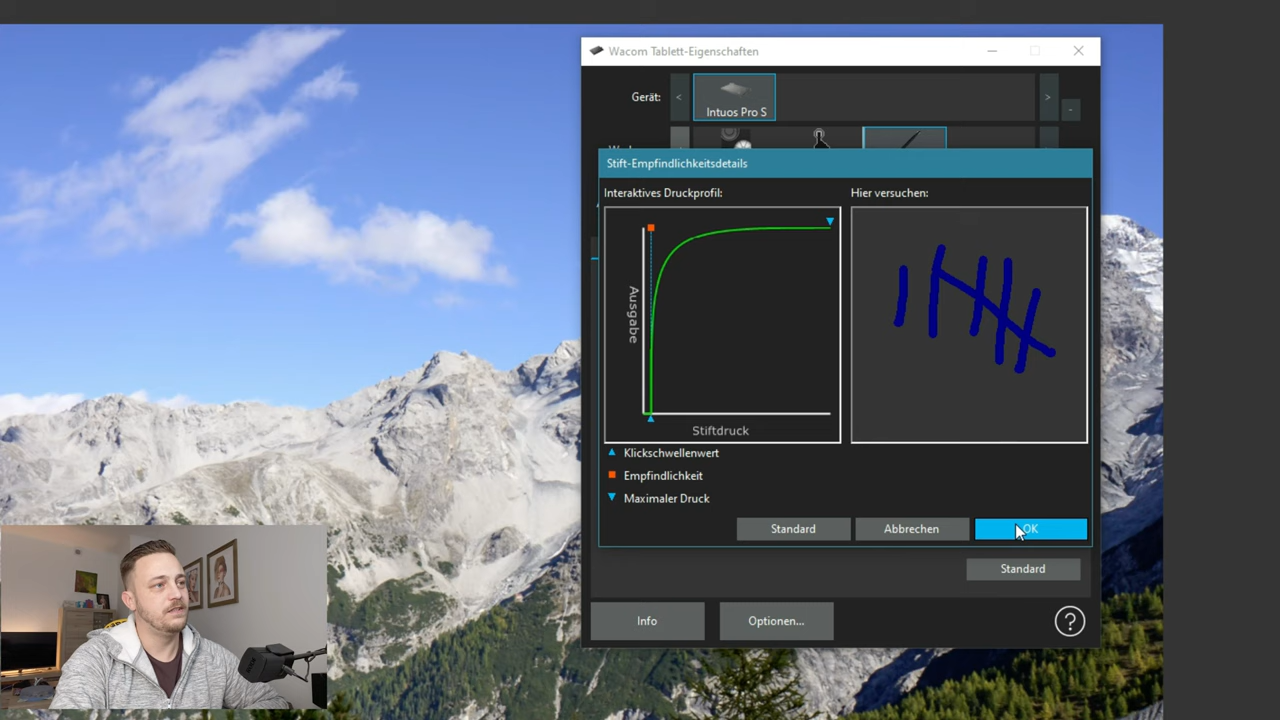 Wacom Tablett-Eigenschaften
Gerät:
<
Intuos Pro S
>
-
Stift-Empfindlichkeitsdetails
Interaktives Druckprofil:
Hier versuchen:
Ausgabe
Stiftdruck
Klickschwellenwert
Empfindlichkeit
Maximaler Druck
Standard
Abbrechen
OK
Standard
Info
Optionen...
?